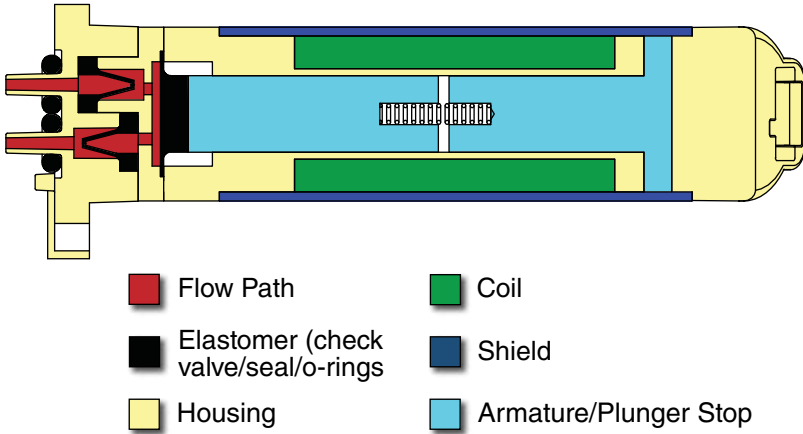 Flow Path
Coil
Elastomer (check
valve/seal/o-rings
Shield
Housing
Armature/Plunger Stop